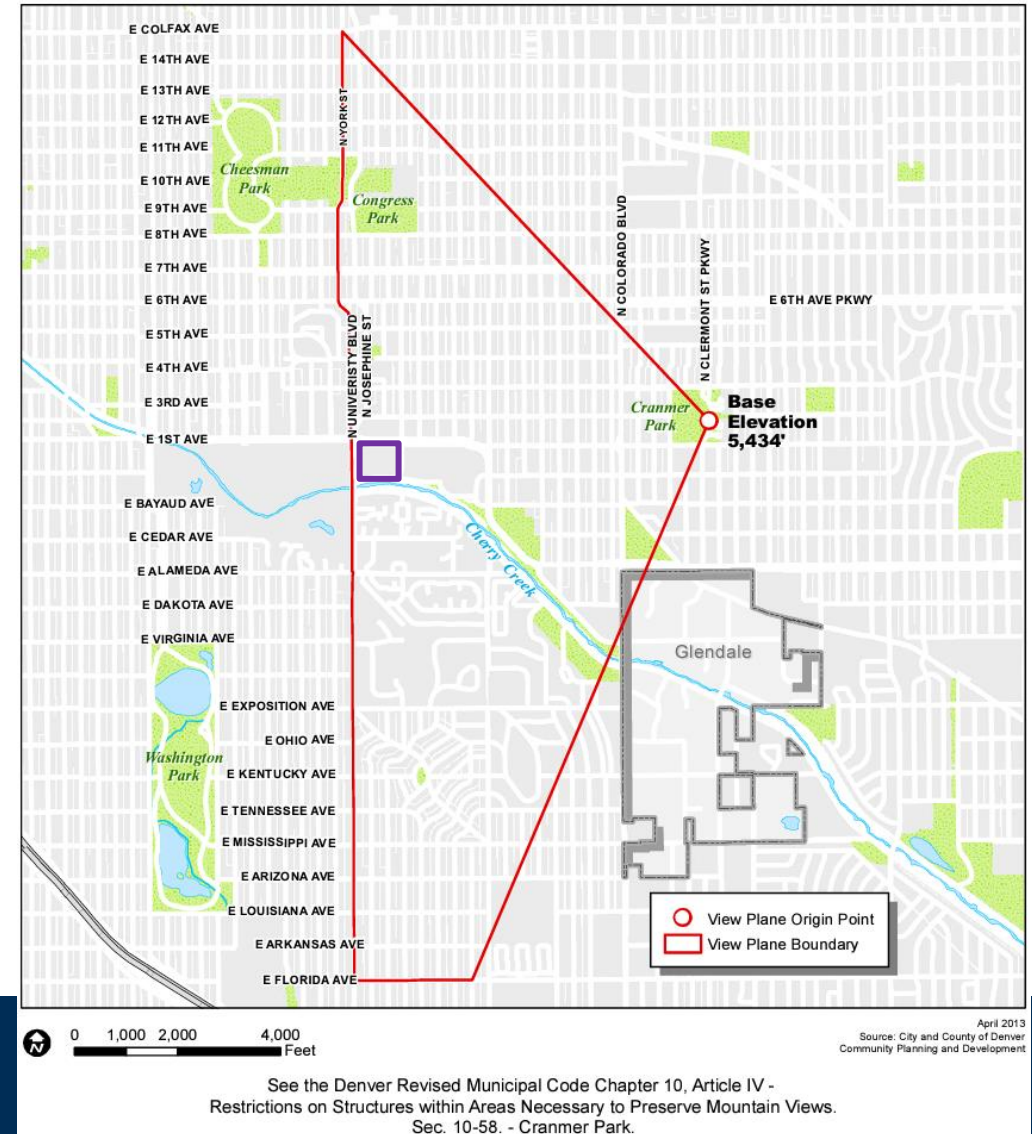 E COLFAX AVE
E 14TH AVE
E 13TH AVE
E 12TH AVE
E 11TH AVE
E 10TH AVE
E 9TH AVE
E 8TH AVE
E 7TH AVE
E 6TH AVE
E 5TH AVE
E 4TH AVE
E 3RD AVE
E 1ST AVE
E BAYAUD AVE
E CEDAR AVE
E ALAMEDA AVE
E DAKOTA AVE
E VIRGINIA AVE
E EXPOSITION AVE
E OHIO AVE
E KENTUCKY AVE
E TENNESSEE AVE
E MISSISSIPPI AVE
E ARIZONA AVE
E LOUISIANA AVE
E ARKANSAS AVE
E FLORIDA AVE
Cheesman
Park
N YORK ST
Congress
Park
N UNIVERISTY BLVD
N JOSEPHINE ST
N COLORADO BLVD
N CLERMONT ST PKWY
E 6TH AVE PKWY
Cranmer
Park
Base
Elevation
5,434'
Cherry Creek
Glendale
Washington
Park
View Plane Origin Point
View Plane Boundary
N
0 1,000 2,000 4,000
Feet
April 2013
Source: City and County of Denver
Community Planning and Development
See the Denver Revised Municipal Code Chapter 10, Article IV -
Restrictions on Structures within Areas Necessary to Preserve Mountain Views.
Sec. 10-58. - Cranmer Park.